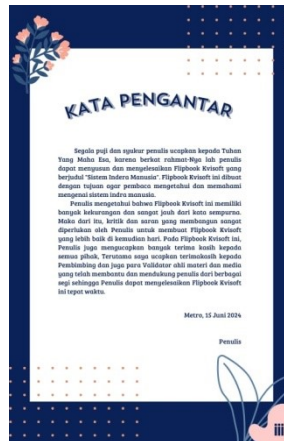 KATA PENGANTAR
Segala puji dan syukur penulis ucapkan kepada Tuhan
Yang Maha Esa, karena berkat rahmat-Nya lah penulis
dapat menyusun dan menyelesaikan Flipbook Kvisoft yang
berjudul "Sistem Indera Manusia". Flipbook Kvisoft ini dibuat
dengan tujuan agar pembaca mengetahui dan memahami
mengenai sistem indra manusia.
Penulis mengetahui bahwa Flipbook Kvisoft ini memiliki
banyak kekurangan dan sangat jauh dari kata sempurna.
Maka dari itu, kritik dan saran yang membangun sangat
diperlukan oleh Penulis untuk membuat Flipbook Kvisoft
yang lebih baik di kemudian hari. Pada Flipbook Kvisoft ini,
Penulis juga mengucapkan banyak terima kasih kepada
semua pihak, Terutama saya ucapkan terimakasih kepada
Pembimbing dan juga para Validator ahli materi dan media
yang telah membantu dan mendukung penulis dari berbagai
segi sehingga Penulis dapat menyelesaikan Flipbook Kvisoft
ini tepat waktu.
Metro, 15 Juni 2024
Penulis
iii